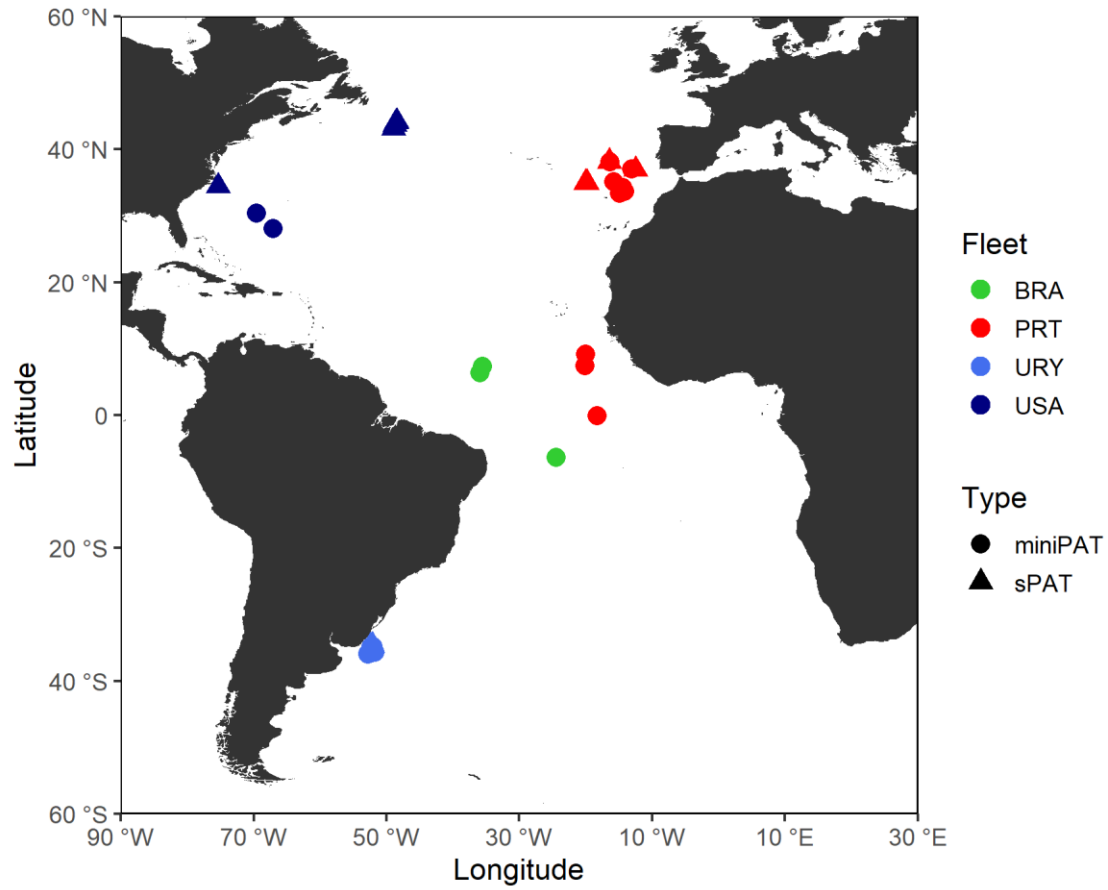 60 °N
40 °N
20 °N
0
20 °S
40 °S
60 °S
Latitude
90 °W
70 °W
50 °W
30 °W
10 °W
10 °E
30 °E
Longitude
Fleet
BRA
PRT
URY
USA
Type
miniPAT
sPAT